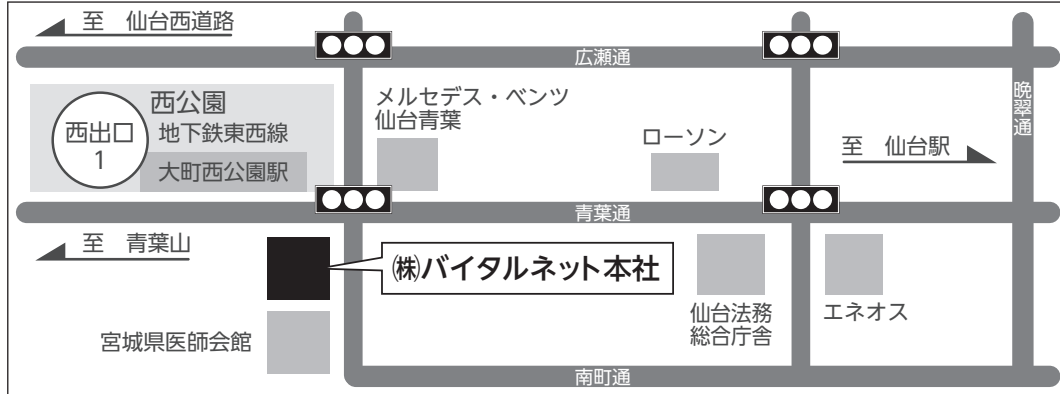 至　仙台西道路
広瀬通
晩翠通
西公園
西出口
1
地下鉄東西線
大町西公園駅
メルセデス・ベンツ
仙台青葉
ローソン
至　仙台駅
青葉通
至　青葉山
㈱バイタルネット本社
仙台法務
総合庁舎
エネオス
宮城県医師会館
南町通